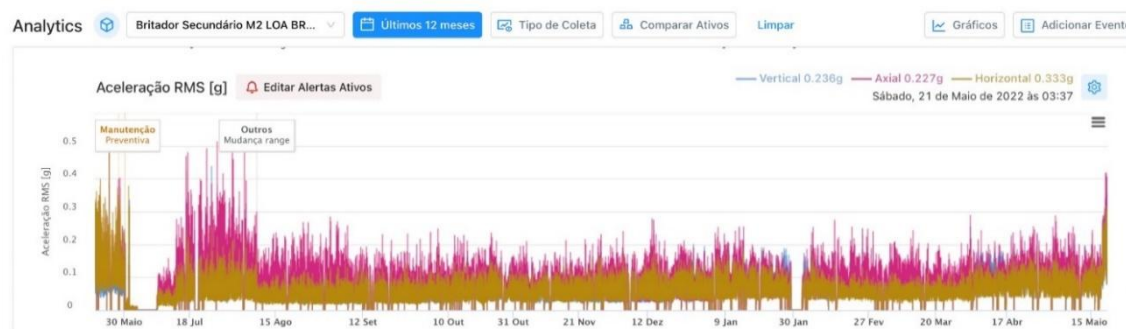 Analytics Britador Secundário M2 LOA BR... Últimos 12 meses Tipo de Coleta Comparar Ativos Limpar Gráficos Adicionar Evento
Aceleração RMS [g] Editar Alertas Ativos
Vertical 0.236g Axial 0.227g Horizontal 0.333g
Sábado, 21 de Maio de 2022 às 03:37
Manutenção
Preventiva
Outros
Mudança range
Aceleração RMS [g]
0.5
0.4
0.3
0.2
0.1
0
30 Maio 18 Jul 15 Ago 12 Set 10 Out 31 Out 21 Nov 12 Dez 9 Jan 30 Jan 27 Fev 20 Mar 17 Abr 15 Maio